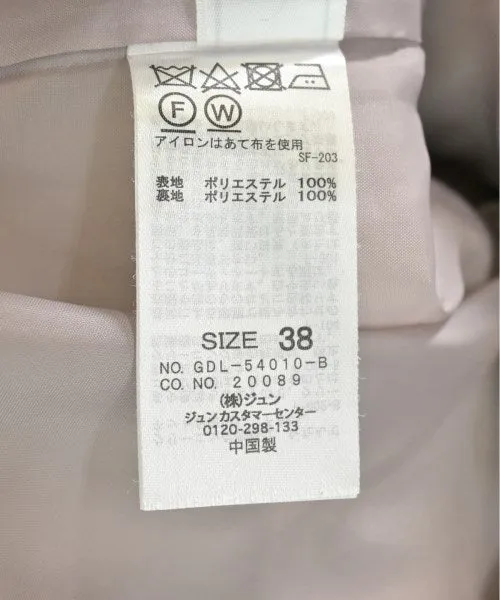 F W
アイロンはあて布を使用
SF-203
表地 ポリエステル 100%
裏地 ポリエステル 100%
SIZE 38
NO. GDL-54010-B
CO. NO. 20089
(株)ジュン
ジュンカスタマーセンター
0120-298-133
中国製